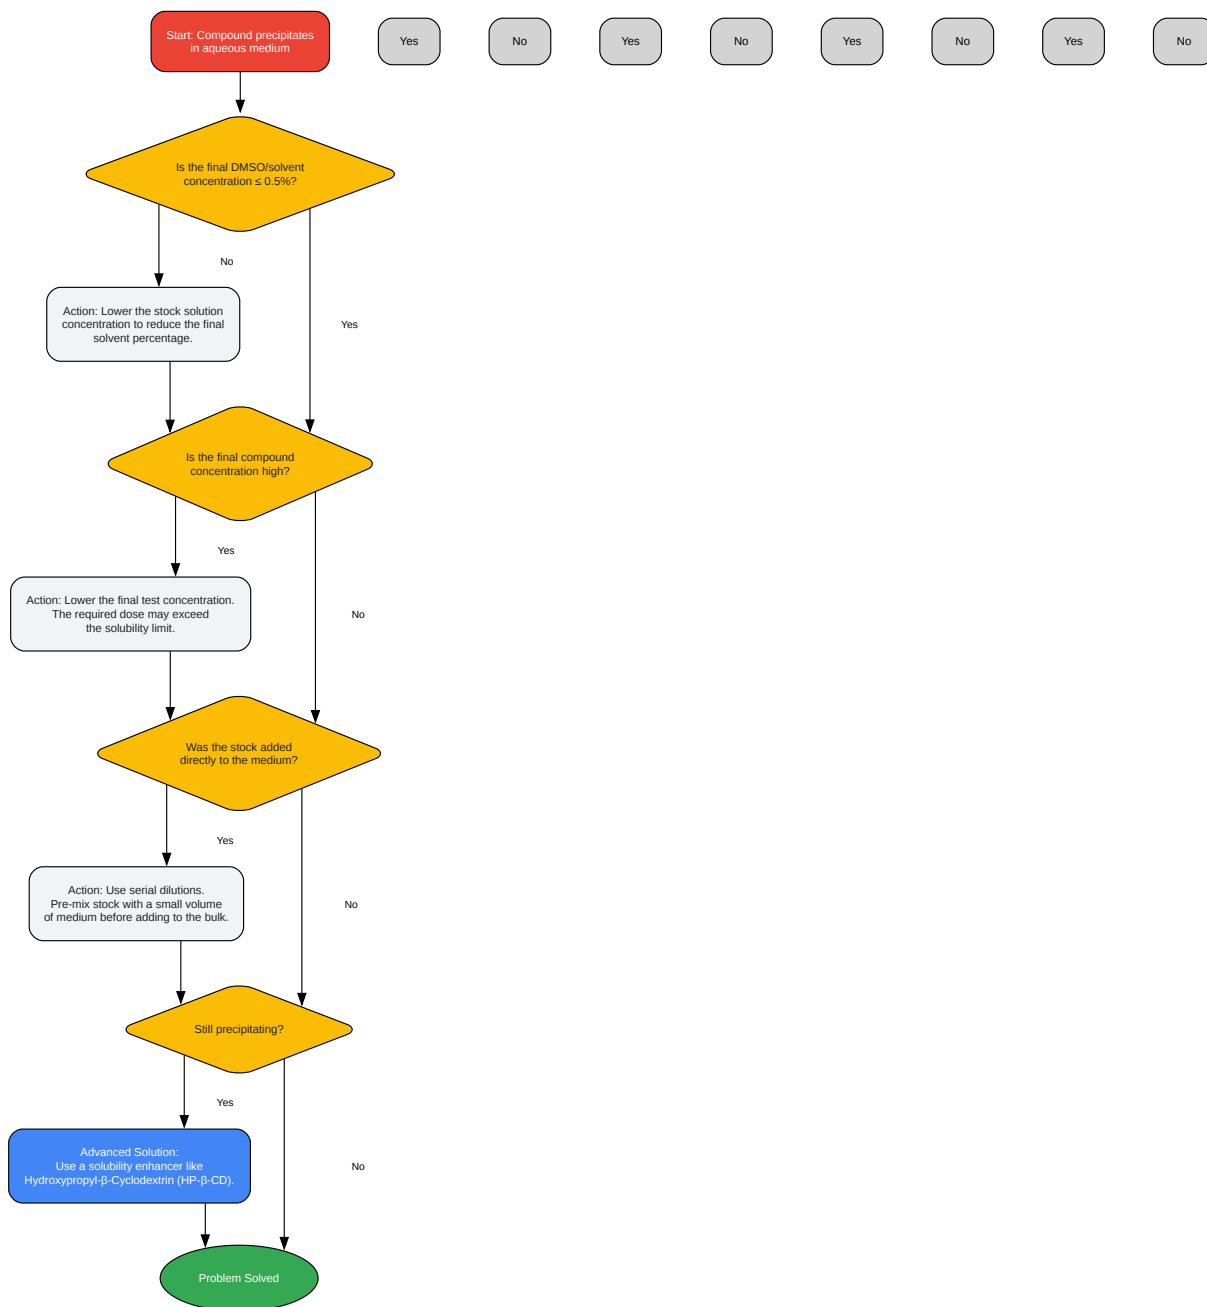 Start: Compound precipitates
in aqueous medium
Yes
No
Yes
No
Yes
No
Yes
No
Is the final DMSO/solvent
concentration ≤ 0.5%?
No
Action: Lower the stock solution
concentration to reduce the final
solvent percentage.
Yes
Is the final compound
concentration high?
Yes
Action: Lower the final test concentration.
The required dose may exceed
the solubility limit.
No
Was the stock added
directly to the medium?
Yes
Action: Use serial dilutions.
Pre-mix stock with a small volume
of medium before adding to the bulk.
No
Still precipitating?
Yes
Advanced Solution:
Use a solubility enhancer like
Hydroxypropyl-β-Cyclodextrin (HP-β-CD).
No
Problem Solved